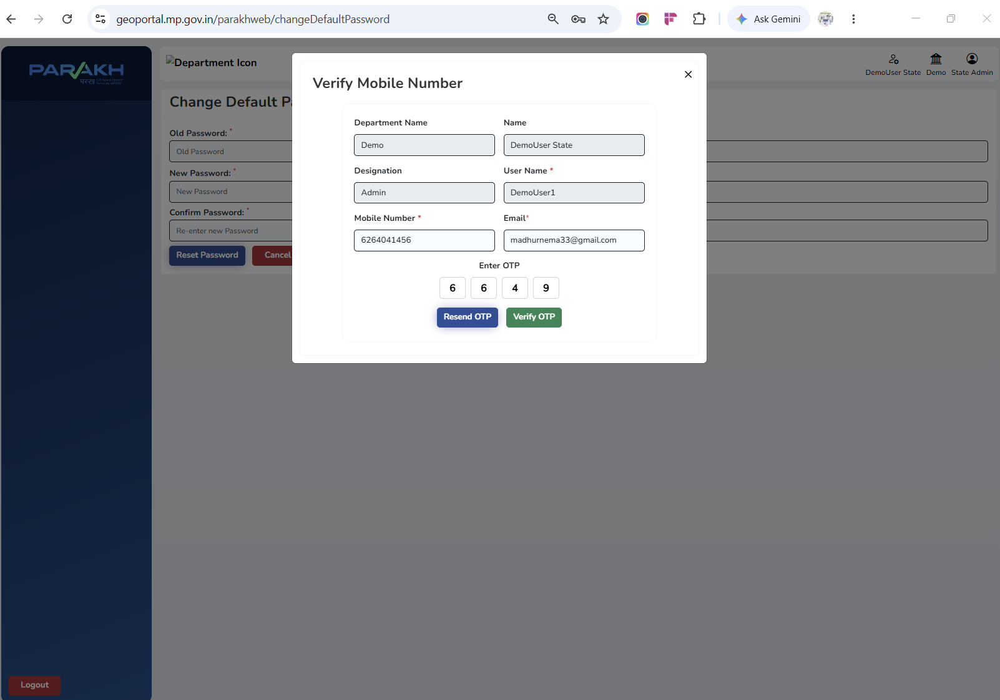 geoportal.mp.gov.in/parakhweb/changeDefaultPassword
Ask Gemini
PARAKH
परख
Department Icon
DemoUser State
Demo
State Admin
Change Default Pa
Old Password: *
Old Password
New Password: *
New Password
Confirm Password: *
Re-enter new Password
Reset Password
Cancel
Verify Mobile Number
Department Name
Name
Demo
DemoUser State
Designation
User Name *
Admin
DemoUser1
Mobile Number *
Email*
6264041456
madhurnema33@gmail.com
Enter OTP
6 6 4 9
Resend OTP
Verify OTP
Logout